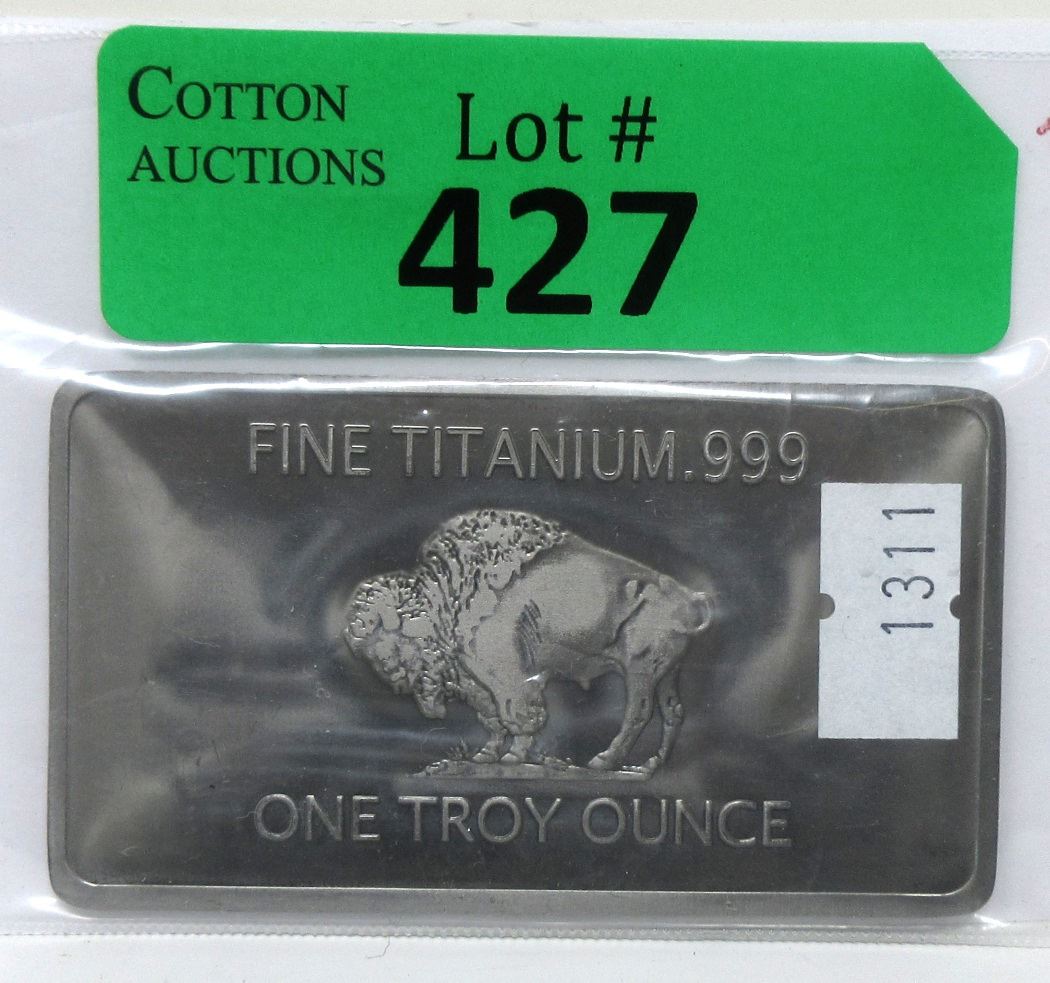 COTTON
AUCTIONS
Lot #
427
FINE TITANIUM.999
1311
ONE TROY OUNCE